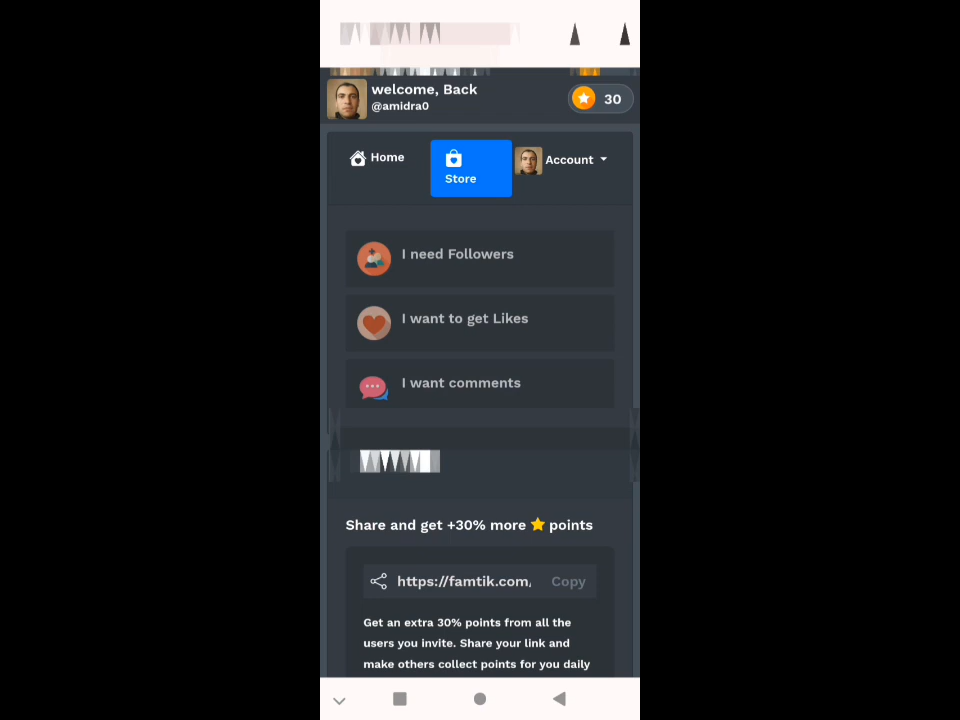 welcome, Back
@amidra0
30
Home
Store
Account
I need Followers
I want to get Likes
I want comments
Share and get +30% more points
https://famtik.com/
Copy
Get an extra 30% points from all the
users you invite. Share your link and
make others collect points for you daily